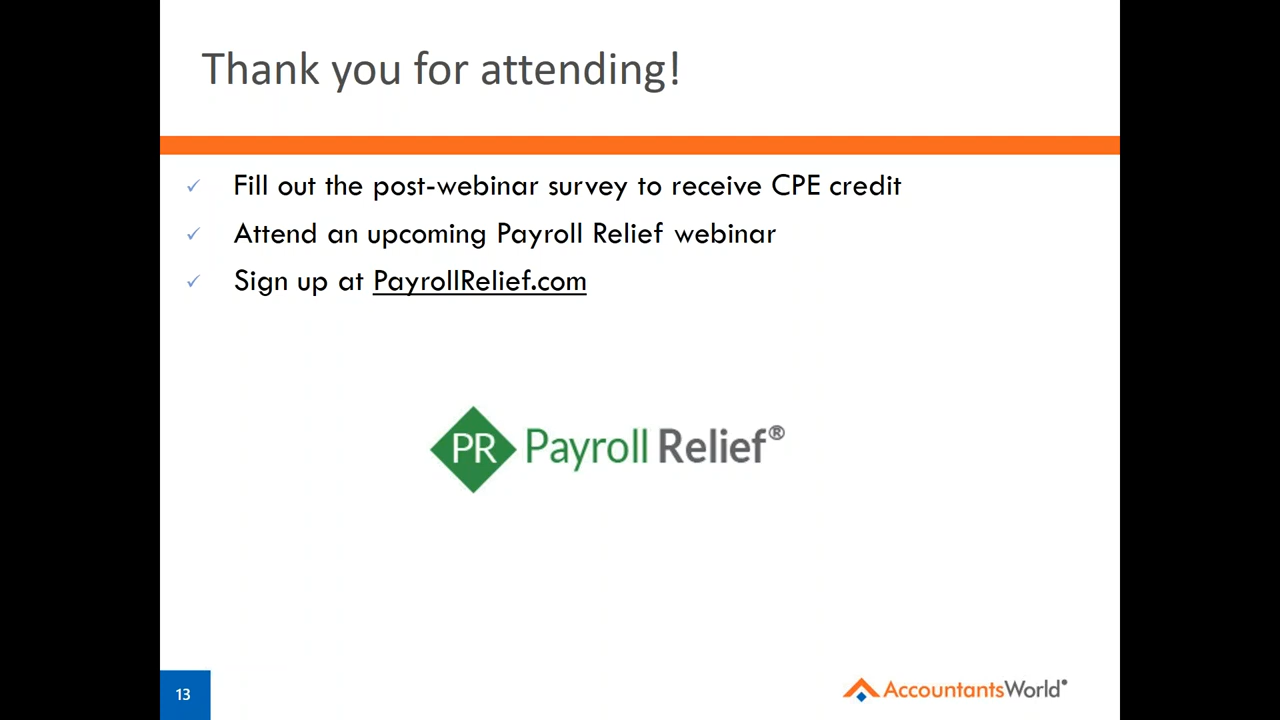 Thank you for attending!
✓ Fill out the post-webinar survey to receive CPE credit
✓ Attend an upcoming Payroll Relief webinar
✓ Sign up at PayrollRelief.com
PR Payroll Relief®
13
AccountantsWorld®